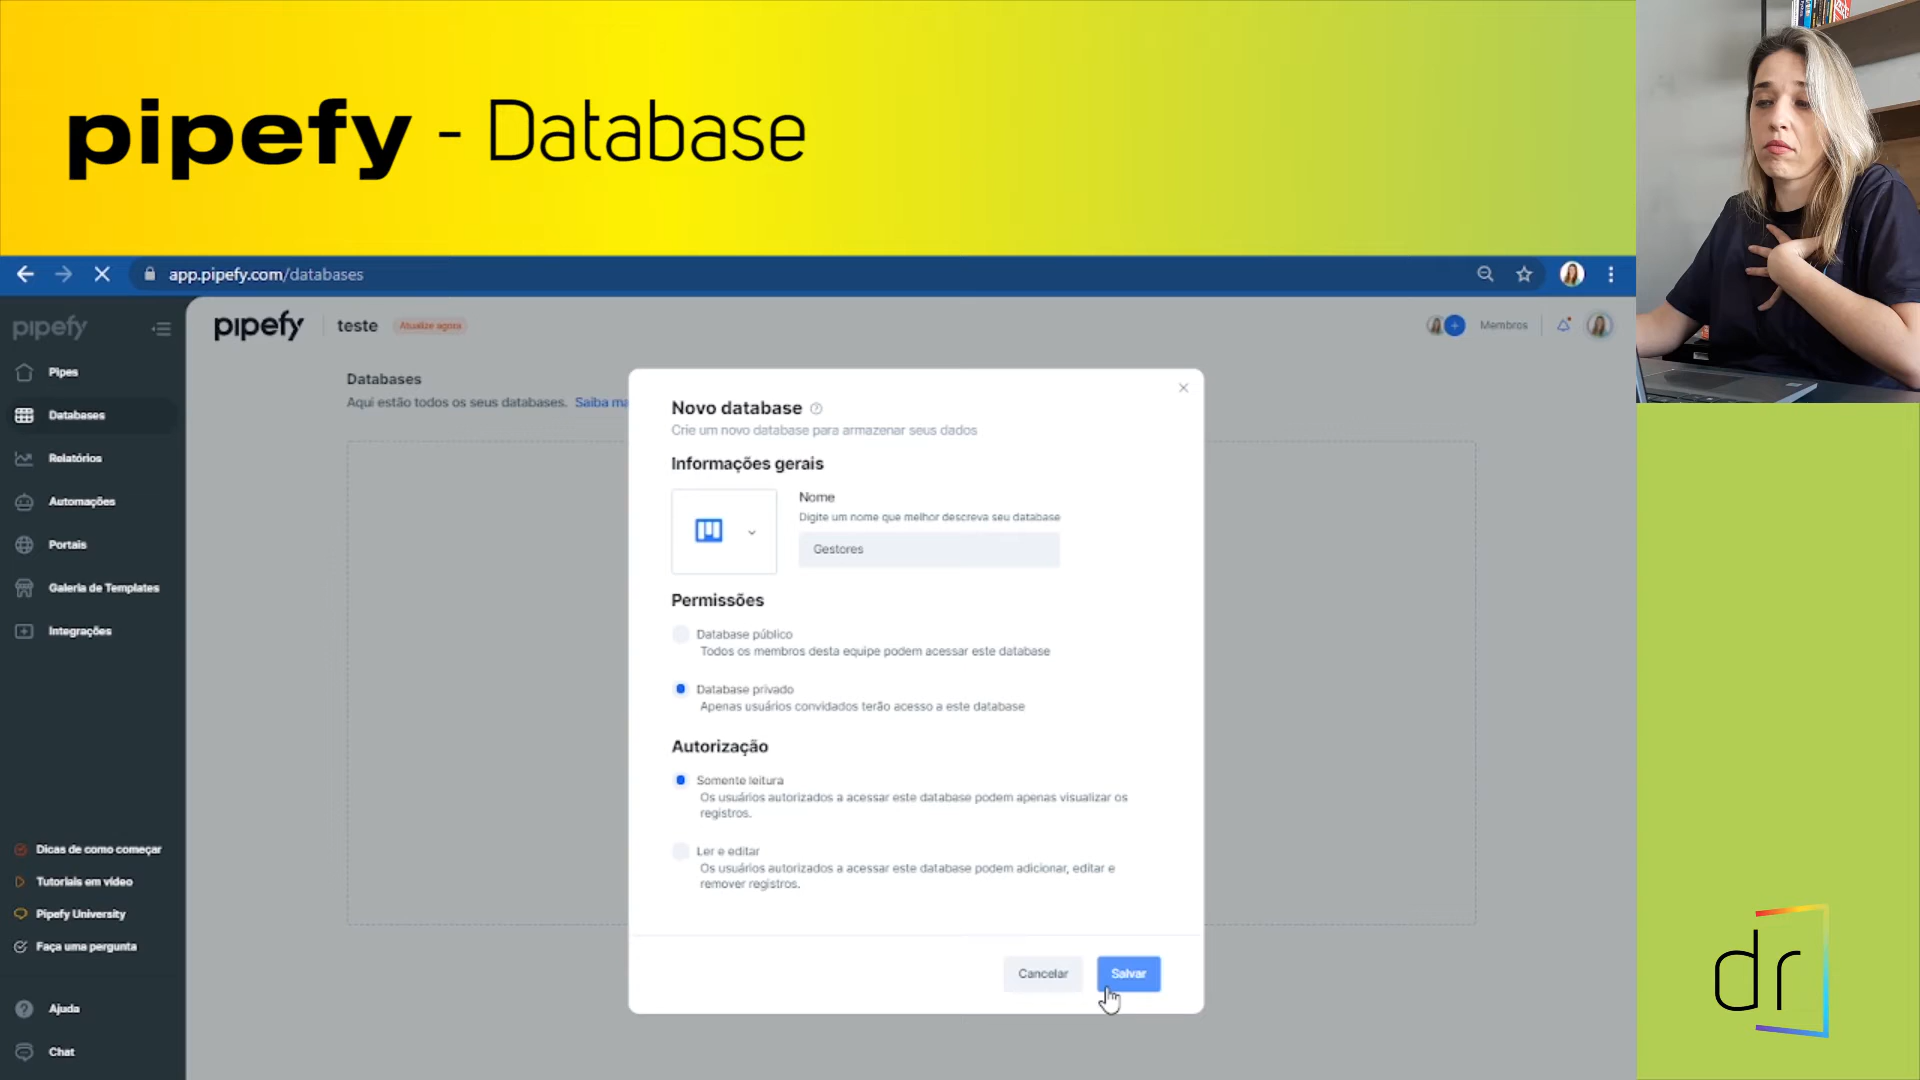 pipefy - Database
app.pipefy.com/databases
pipefy
Pipes
Databases
Relatórios
Automações
Portais
Galeria de Templates
Integrações
Dicas de como começar
Tutoriais em vídeo
Pipefy University
Faça uma pergunta
Ajuda
Chat
pipefy
teste
Atualize agora
Membros
Databases
Aqui estão todos os seus databases. Saiba ma
Novo database
Crie um novo database para armazenar seus dados
Informações gerais
Nome
Digite um nome que melhor descreva seu database
Gestores
Permissões
Database público
Todos os membros desta equipe podem acessar este database
Database privado
Apenas usuários convidados terão acesso a este database
Autorização
Somente leitura
Os usuários autorizados a acessar este database podem apenas visualizar os
registros.
Ler e editar
Os usuários autorizados a acessar este database podem adicionar, editar e
remover registros.
Cancelar
Salvar
dr